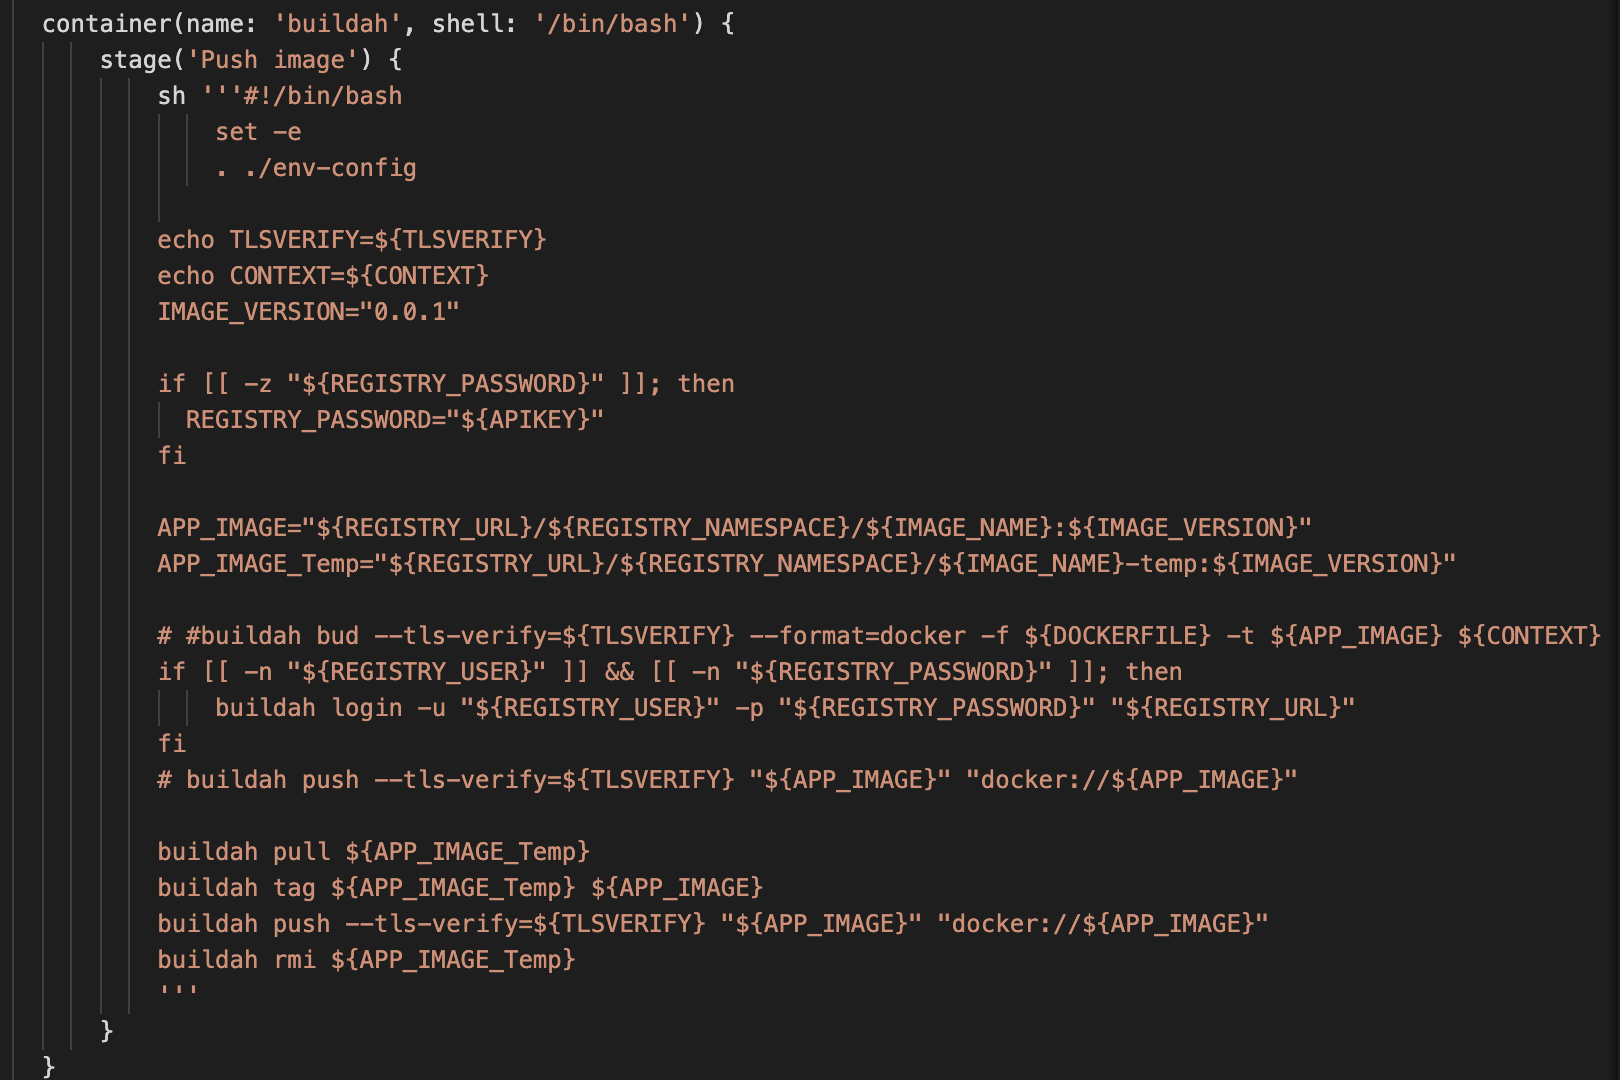 container(name: 'buildah', shell: '/bin/bash') {
stage('Push image') {
sh '''#!/bin/bash
set -e
. ./env-config
echo TLSVERIFY=${TLSVERIFY}
echo CONTEXT=${CONTEXT}
IMAGE_VERSION="0.0.1"
if [[ -z "${REGISTRY_PASSWORD}" ]]; then
REGISTRY_PASSWORD="${APIKEY}"
fi
APP_IMAGE="${REGISTRY_URL}/${REGISTRY_NAMESPACE}/${IMAGE_NAME}:${IMAGE_VERSION}"
APP_IMAGE_Temp="${REGISTRY_URL}/${REGISTRY_NAMESPACE}/${IMAGE_NAME}-temp:${IMAGE_VERSION}"
# #buildah bud --tls-verify=${TLSVERIFY} --format=docker -f ${DOCKERFILE} -t ${APP_IMAGE} ${CONTEXT}
if [[ -n "${REGISTRY_USER}" ]] && [[ -n "${REGISTRY_PASSWORD}" ]]; then
buildah login -u "${REGISTRY_USER}" -p "${REGISTRY_PASSWORD}" "${REGISTRY_URL}"
fi
# buildah push --tls-verify=${TLSVERIFY} "${APP_IMAGE}" "docker://${APP_IMAGE}"
buildah pull ${APP_IMAGE_Temp}
buildah tag ${APP_IMAGE_Temp} ${APP_IMAGE}
buildah push --tls-verify=${TLSVERIFY} "${APP_IMAGE}" "docker://${APP_IMAGE}"
buildah rmi ${APP_IMAGE_Temp}
'''
}
}